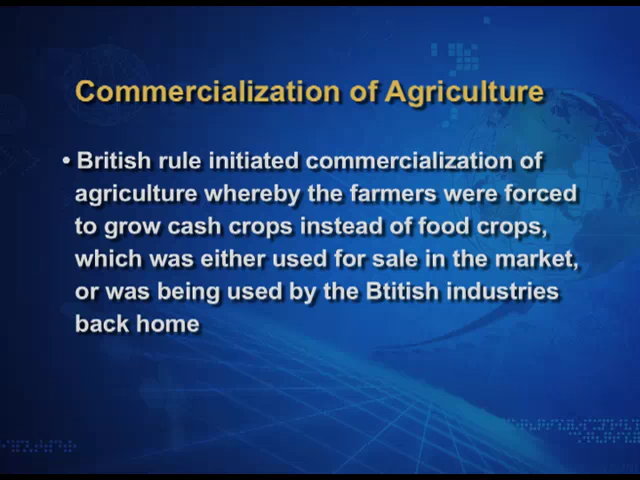 Commercialization of Agriculture
• British rule initiated commercialization of
agriculture whereby the farmers were forced
to grow cash crops instead of food crops,
which was either used for sale in the market,
or was being used by the Btitish industries
back home